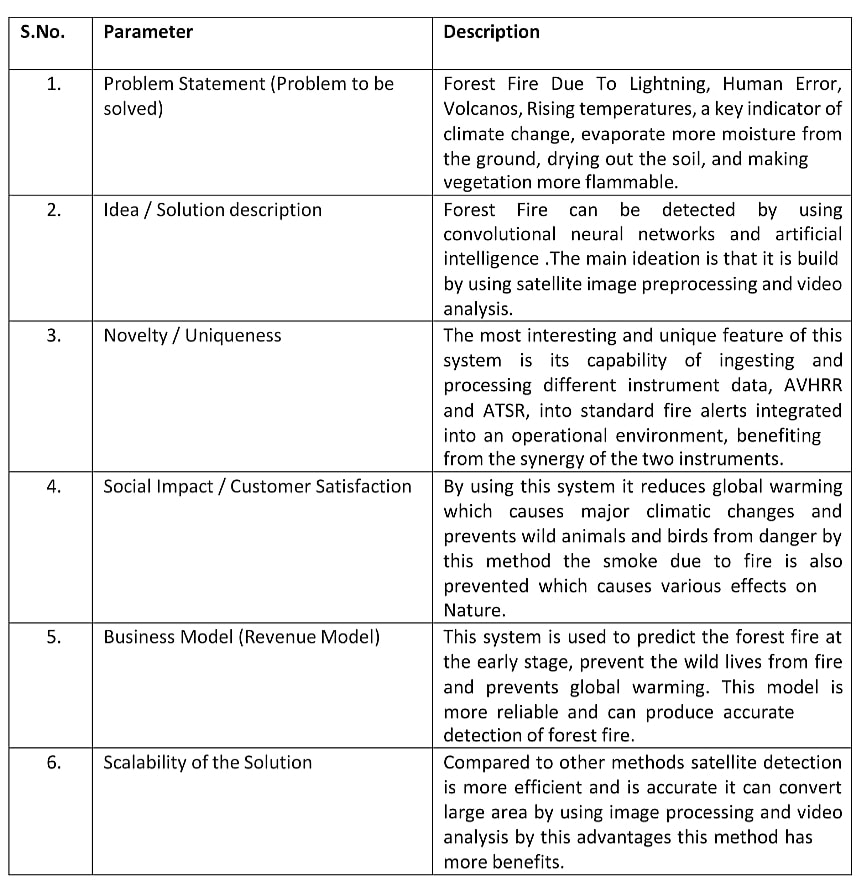 S.No. Parameter Description
1. Problem Statement (Problem to be solved)
Forest Fire Due To Lightning, Human Error,
Volcanos, Rising temperatures, a key indicator of
climate change, evaporate more moisture from
the ground, drying out the soil, and making
vegetation more flammable.
2. Idea / Solution description
Forest Fire can be detected by using
convolutional neural networks and artificial
intelligence .The main ideation is that it is build
by using satellite image preprocessing and video
analysis.
3. Novelty / Uniqueness
The most interesting and unique feature of this
system is its capability of ingesting and
processing different instrument data, AVHRR
and ATSR, into standard fire alerts integrated
into an operational environment, benefiting
from the synergy of the two instruments.
4. Social Impact / Customer Satisfaction
By using this system it reduces global warming
which causes major climatic changes and
prevents wild animals and birds from danger by
this method the smoke due to fire is also
prevented which causes various effects on
Nature.
5. Business Model (Revenue Model)
This system is used to predict the forest fire at
the early stage, prevent the wild lives from fire
and prevents global warming. This model is
more reliable and can produce accurate
detection of forest fire.
6. Scalability of the Solution
Compared to other methods satellite detection
is more efficient and is accurate it can convert
large area by using image processing and video
analysis by this advantages this method has
more benefits.